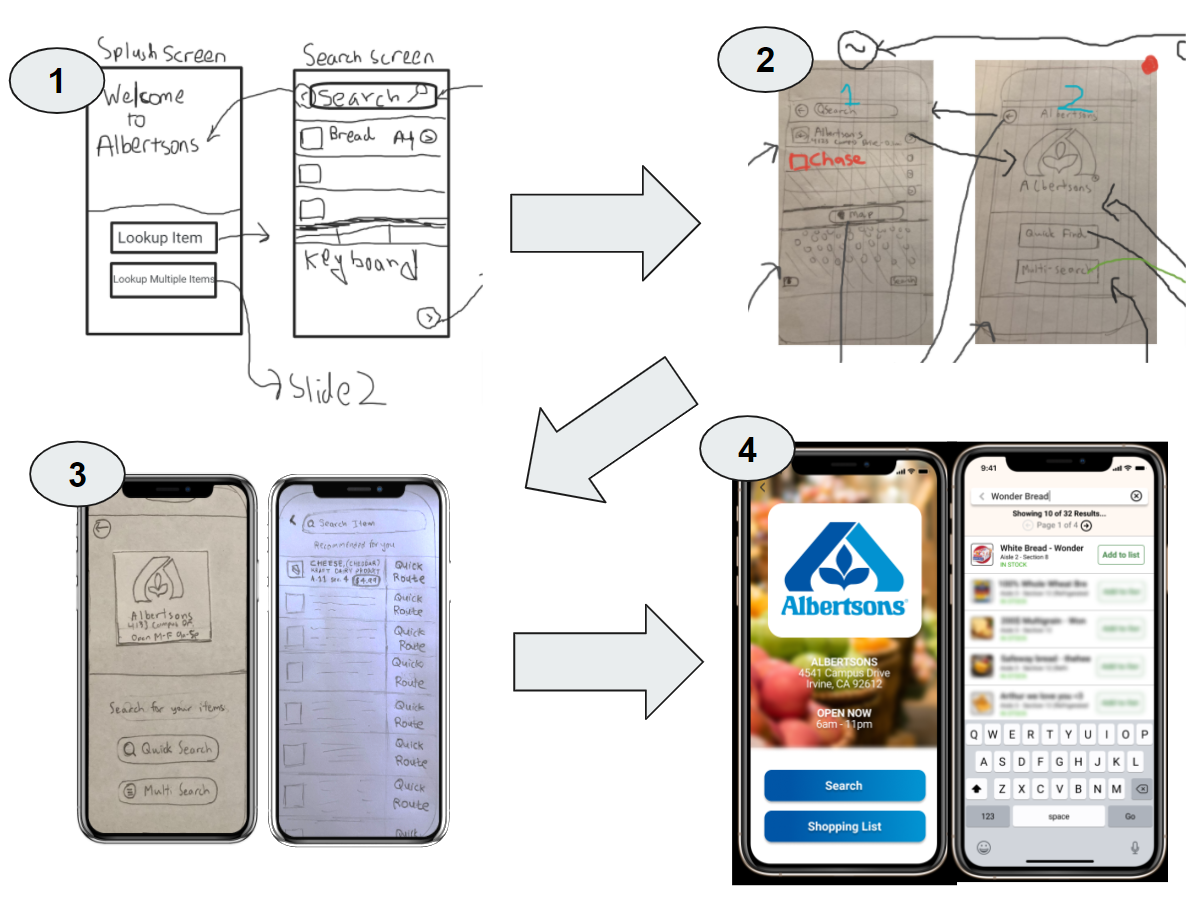 1
Splush screen
Welcome
to
Albertsons
Lookup Item
Lookup Multiple Items
Slide 2
Search screen
Search
Bread
A4
Keyboard
2
1
Search
Albertsons
Chase
map
2
Albertsons
Albertsons
Quick Find
Multi-search
3
Albertsons
4133 Campus Dr.
Open M-F
Search for your items.
Quick Search
Multi Search
Search Item
Recommended for you
CHEESE, (CHEDDAR)
KRAFT DAIRY PRODUCT
A.11 sec 4 $4.99
Quick
Route
Quick
Route
Quick
Route
Quick
Route
Quick
Route
Quick
Route
Quick
Route
Quick
4
Albertsons
ALBERTSONS
4541 Campus Drive
Irvine, CA 92612
OPEN NOW
6am - 11pm
Search
Shopping List
9:41
Wonder Bread
Showing 10 of 32 Results...
Page 1 of 4
White Bread - Wonder
Aisle 2 - Section 8
IN STOCK
Add to list
Q W E R T Y U I O P
A S D F G H J K L
Z X C V B N M
123 space Go